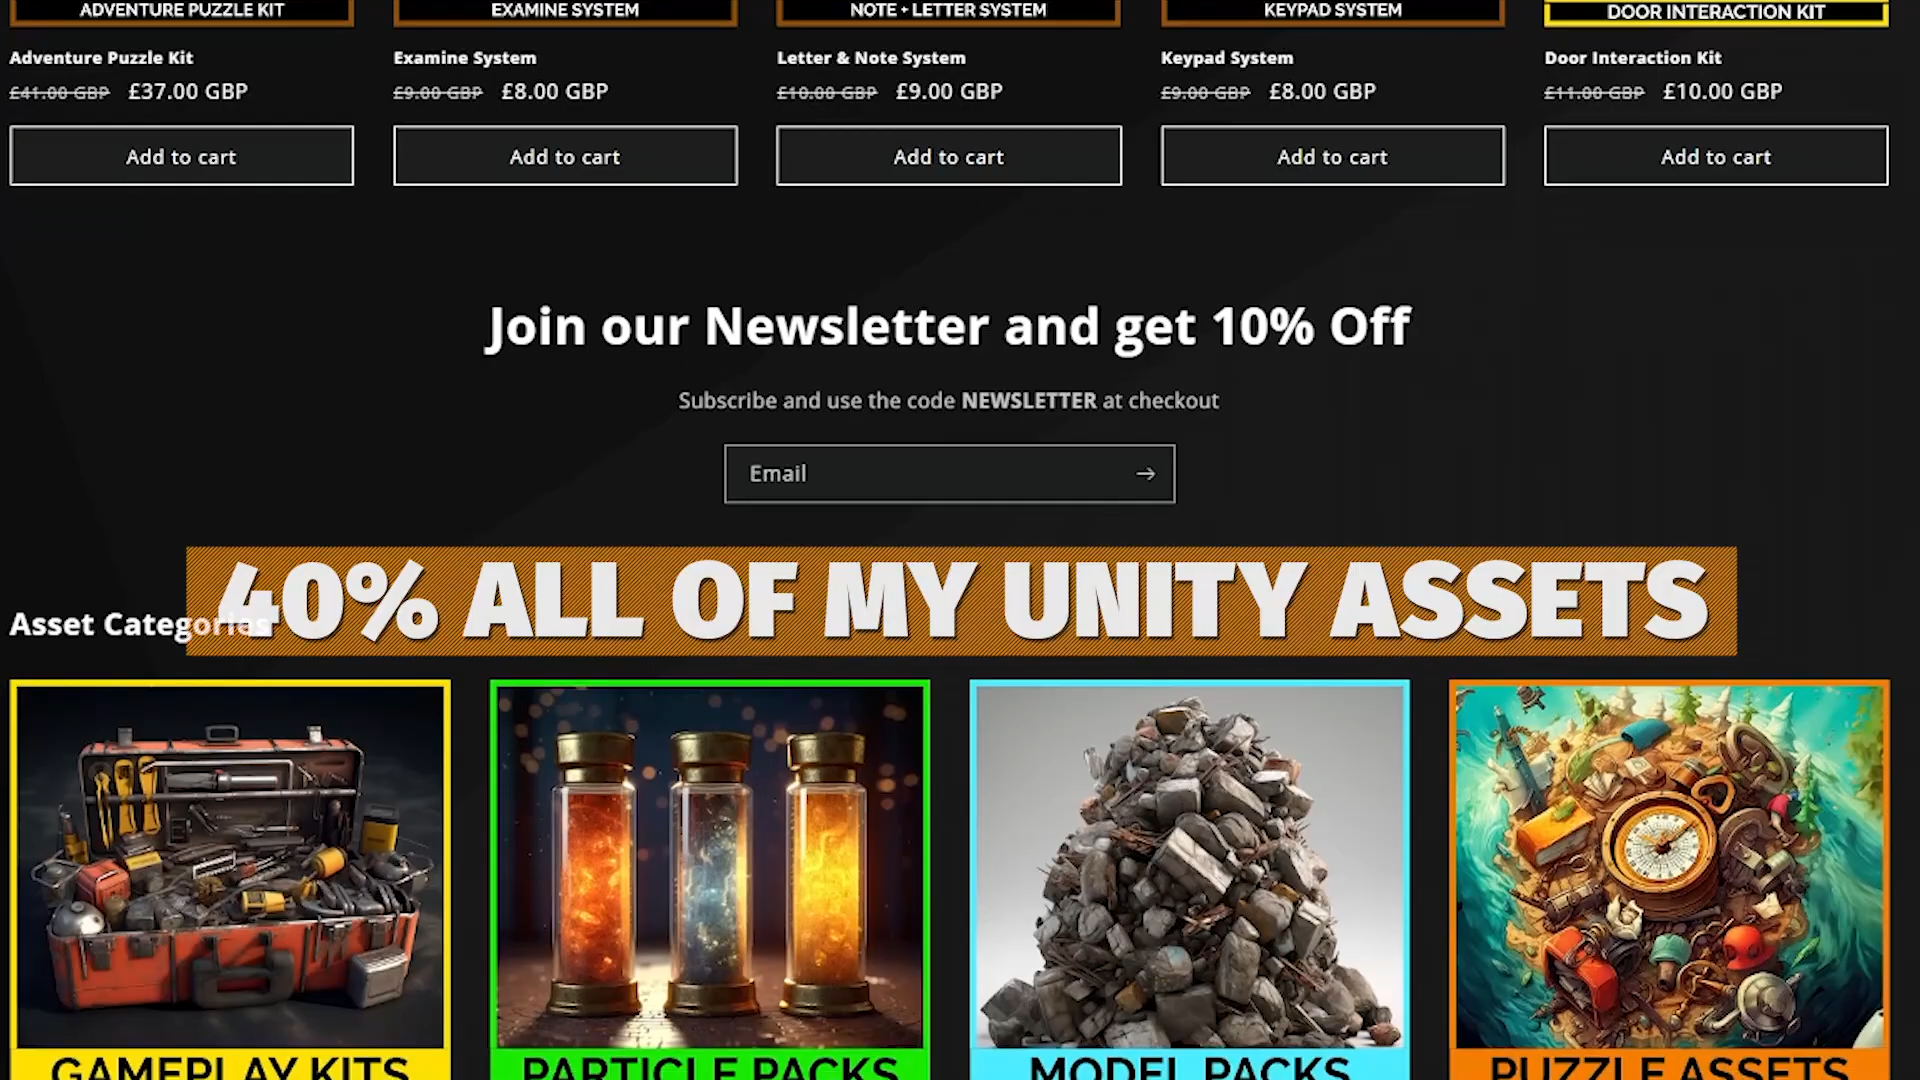 ADVENTURE PUZZLE KIT
EXAMINE SYSTEM
NOTE + LETTER SYSTEM
KEYPAD SYSTEM
DOOR INTERACTION KIT
Adventure Puzzle Kit
Examine System
Letter & Note System
Keypad System
Door Interaction Kit
£41.00 GBP £37.00 GBP
£9.00 GBP £8.00 GBP
£10.00 GBP £9.00 GBP
£9.00 GBP £8.00 GBP
£11.00 GBP £10.00 GBP
Add to cart
Add to cart
Add to cart
Add to cart
Add to cart
Join our Newsletter and get 10% Off
Subscribe and use the code NEWSLETTER at checkout
Email
40% ALL OF MY UNITY ASSETS
Asset Categories
GAMEPLAY KITS
PARTICLE PACKS
MODEL PACKS
PUZZLE ASSETS